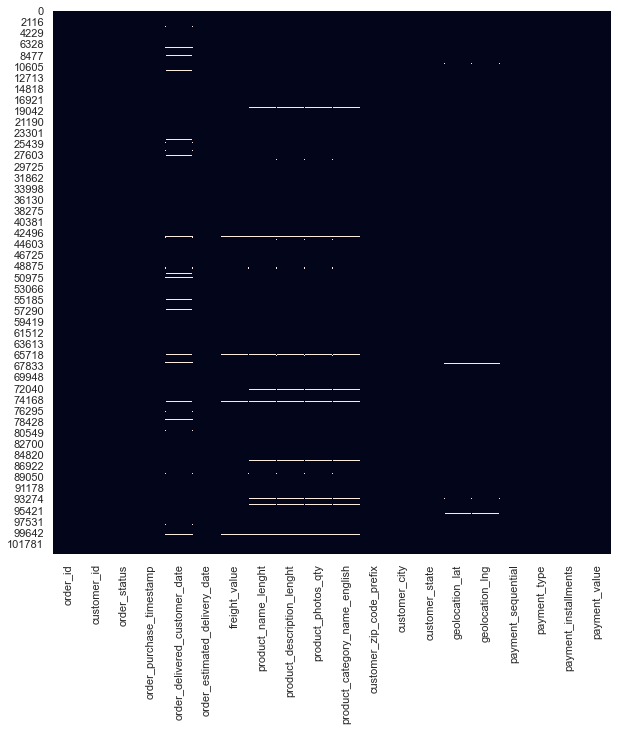 0
2116
4229
6328
8477
10605
12713
14818
16921
19042
21190
23301
25439
27603
29725
31862
33998
36130
38275
40381
42496
44603
46725
48875
50975
53066
55185
57290
59419
61512
63613
65718
67833
69948
72040
74168
76295
78428
80549
82700
84820
86922
89050
91178
93274
95421
97531
99642
101781
order_id
customer_id
order_status
order_purchase_timestamp
order_delivered_customer_date
order_estimated_delivery_date
freight_value
product_name_lenght
product_description_lenght
product_photos_qty
product_category_name_english
customer_zip_code_prefix
customer_city
customer_state
geolocation_lat
geolocation_lng
payment_sequential
payment_type
payment_installments
payment_value